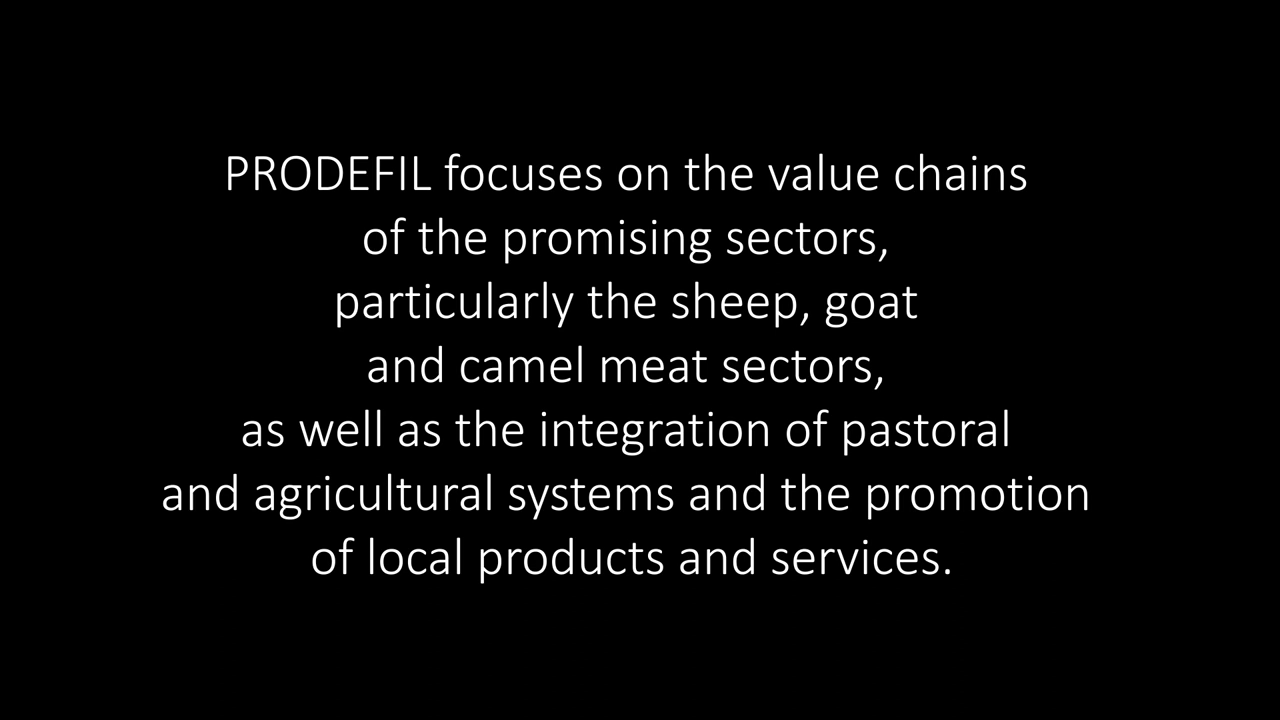 PRODEFIL focuses on the value chains
of the promising sectors,
particularly the sheep, goat
and camel meat sectors,
as well as the integration of pastoral
and agricultural systems and the promotion
of local products and services.